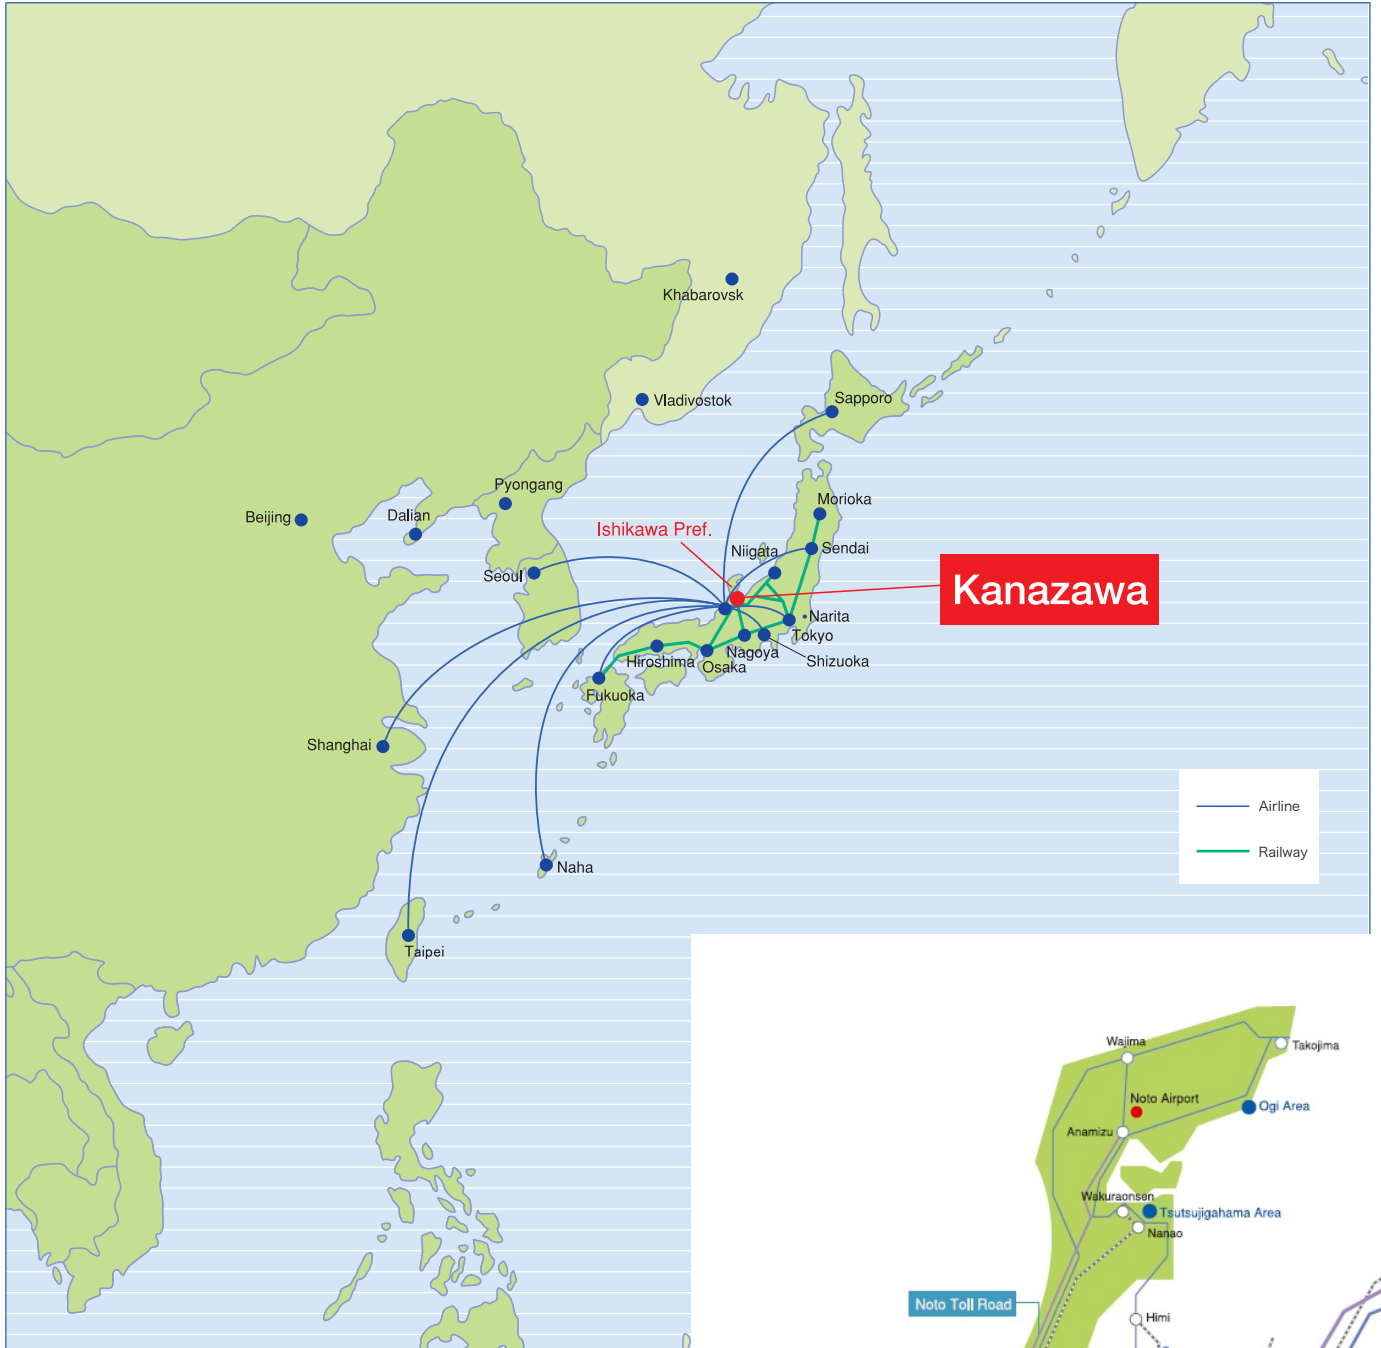 Khabarovsk
Sapporo
Vladivostok
Pyongang
Morioka
Beijing
Dalian
Ishikawa Pref.
Niigata
Sendai
Seoul
Kanazawa
Narita
Tokyo
Nagoya
Shizuoka
Hiroshima
Osaka
Fukuoka
Shanghai
Airline
Railway
Naha
Taipei
Wajima
Takojima
Noto Airport
Ogi Area
Anamizu
Wakuraonsen
Tsutsujigahama Area
Nanao
Noto Toll Road
Himi